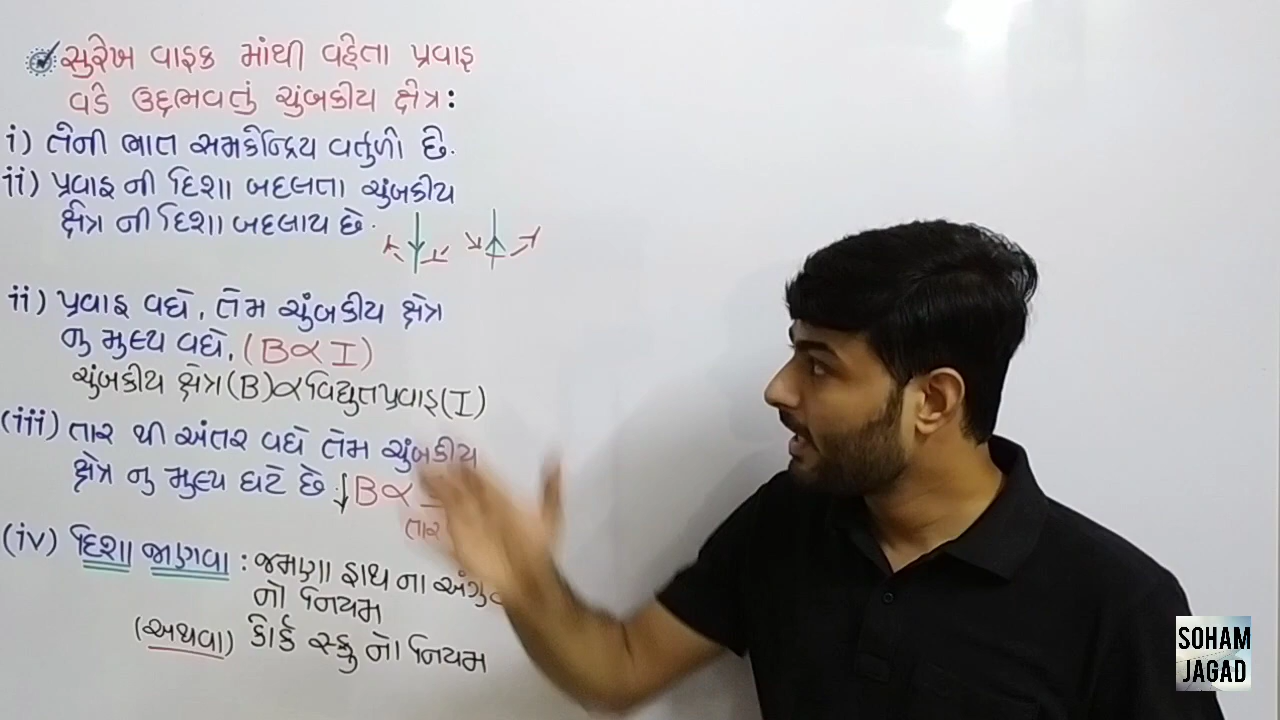 સુરેખ વાહક માંથી વહેતા પ્રવાહ
વડે ઉદ્દભવતું ચુંબકીય ક્ષેત્ર:
i) તેની ભાત સમકેન્દ્રિય વર્તુળો છે.
ii) પ્રવાહ ની દિશા બદલતા ચુંબકીય
ક્ષેત્ર ની દિશા બદલાય છે.
ii) પ્રવાહ વધે, તેમ ચુંબકીય ક્ષેત્ર
નુ મુલ્ય વધે, (B∝I)
ચુંબકીય ક્ષેત્ર(B)∝વિદ્યુતપ્રવાહ(I)
(iii) તાર થી અંતર વધે તેમ ચુંબકીય
ક્ષેત્ર નુ મુલ્ય ઘટે છે ↓B∝
તાર
(iv) દિશા જાણવા : જમણા હાથ ના
નો નિયમ
(અથવા) કોર્ક સ્ક્રુ નો નિયમ
SOHAM
JAGAD